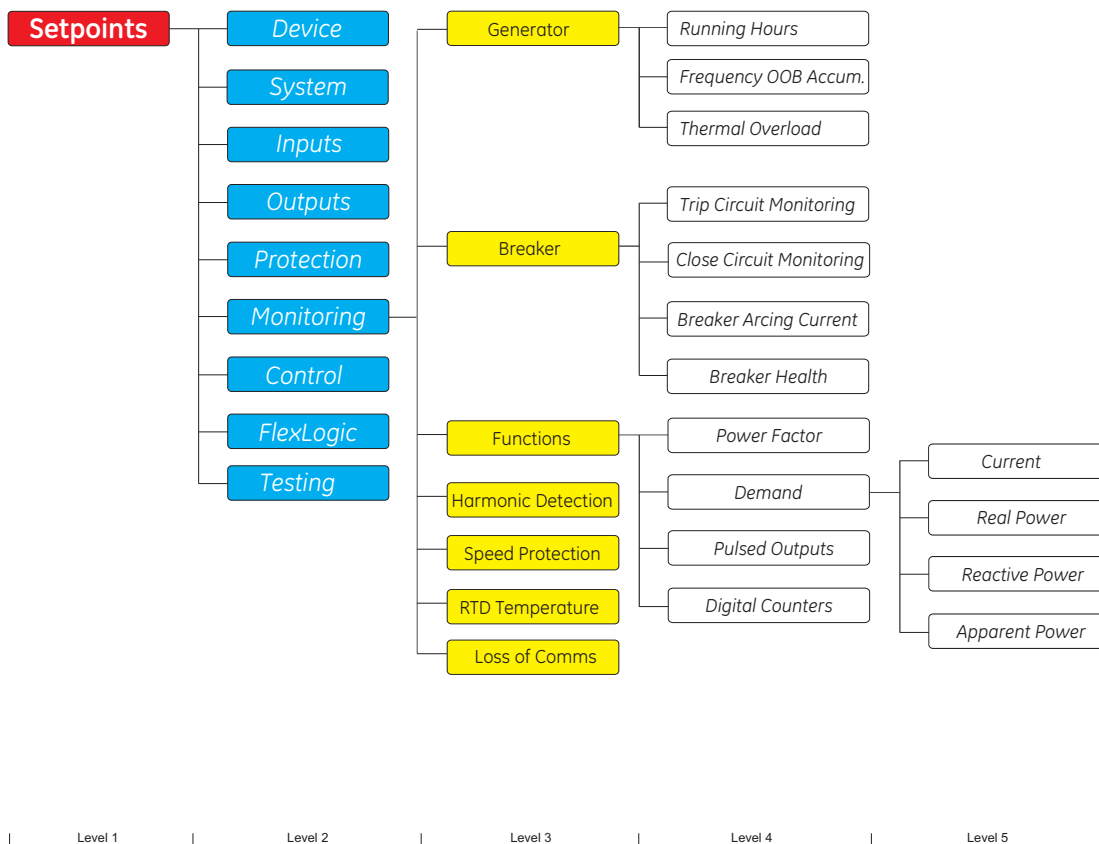 Setpoints
Device
System
Inputs
Outputs
Protection
Monitoring
Control
FlexLogic
Testing
Generator
Breaker
Functions
Harmonic Detection
Speed Protection
RTD Temperature
Loss of Comms
Running Hours
Frequency OOB Accum.
Thermal Overload
Trip Circuit Monitoring
Close Circuit Monitoring
Breaker Arcing Current
Breaker Health
Power Factor
Demand
Pulsed Outputs
Digital Counters
Current
Real Power
Reactive Power
Apparent Power
Level 1
Level 2
Level 3
Level 4
Level 5